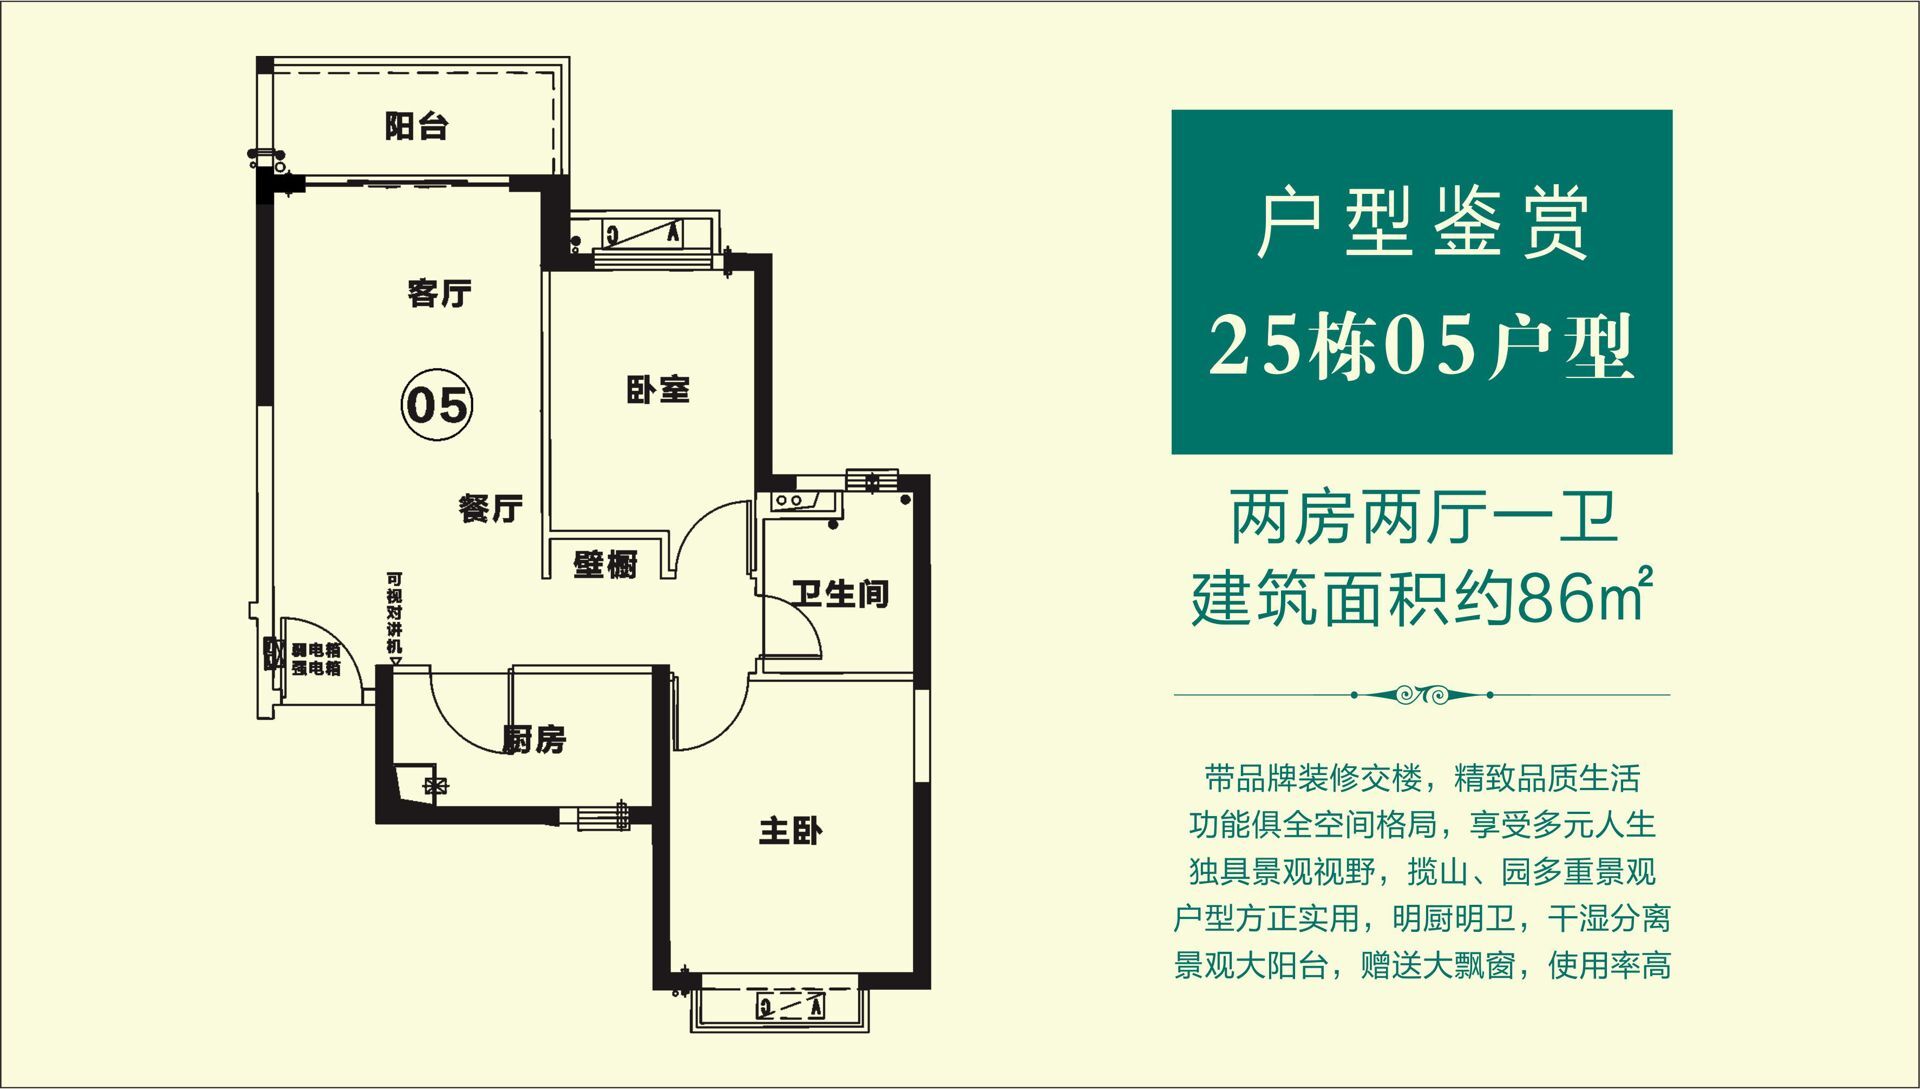 阳台
C A
客厅
05
卧室
餐厅
壁橱
可视对讲机
卫生间
弱电箱
强电箱
厨房
主卧
C A
户型鉴赏
25栋05户型
两房两厅一卫
建筑面积约86㎡
带品牌装修交楼，精致品质生活
功能俱全空间格局，享受多元人生
独具景观视野，揽山、园多重景观
户型方正实用，明厨明卫，干湿分离
景观大阳台，赠送大飘窗，使用率高